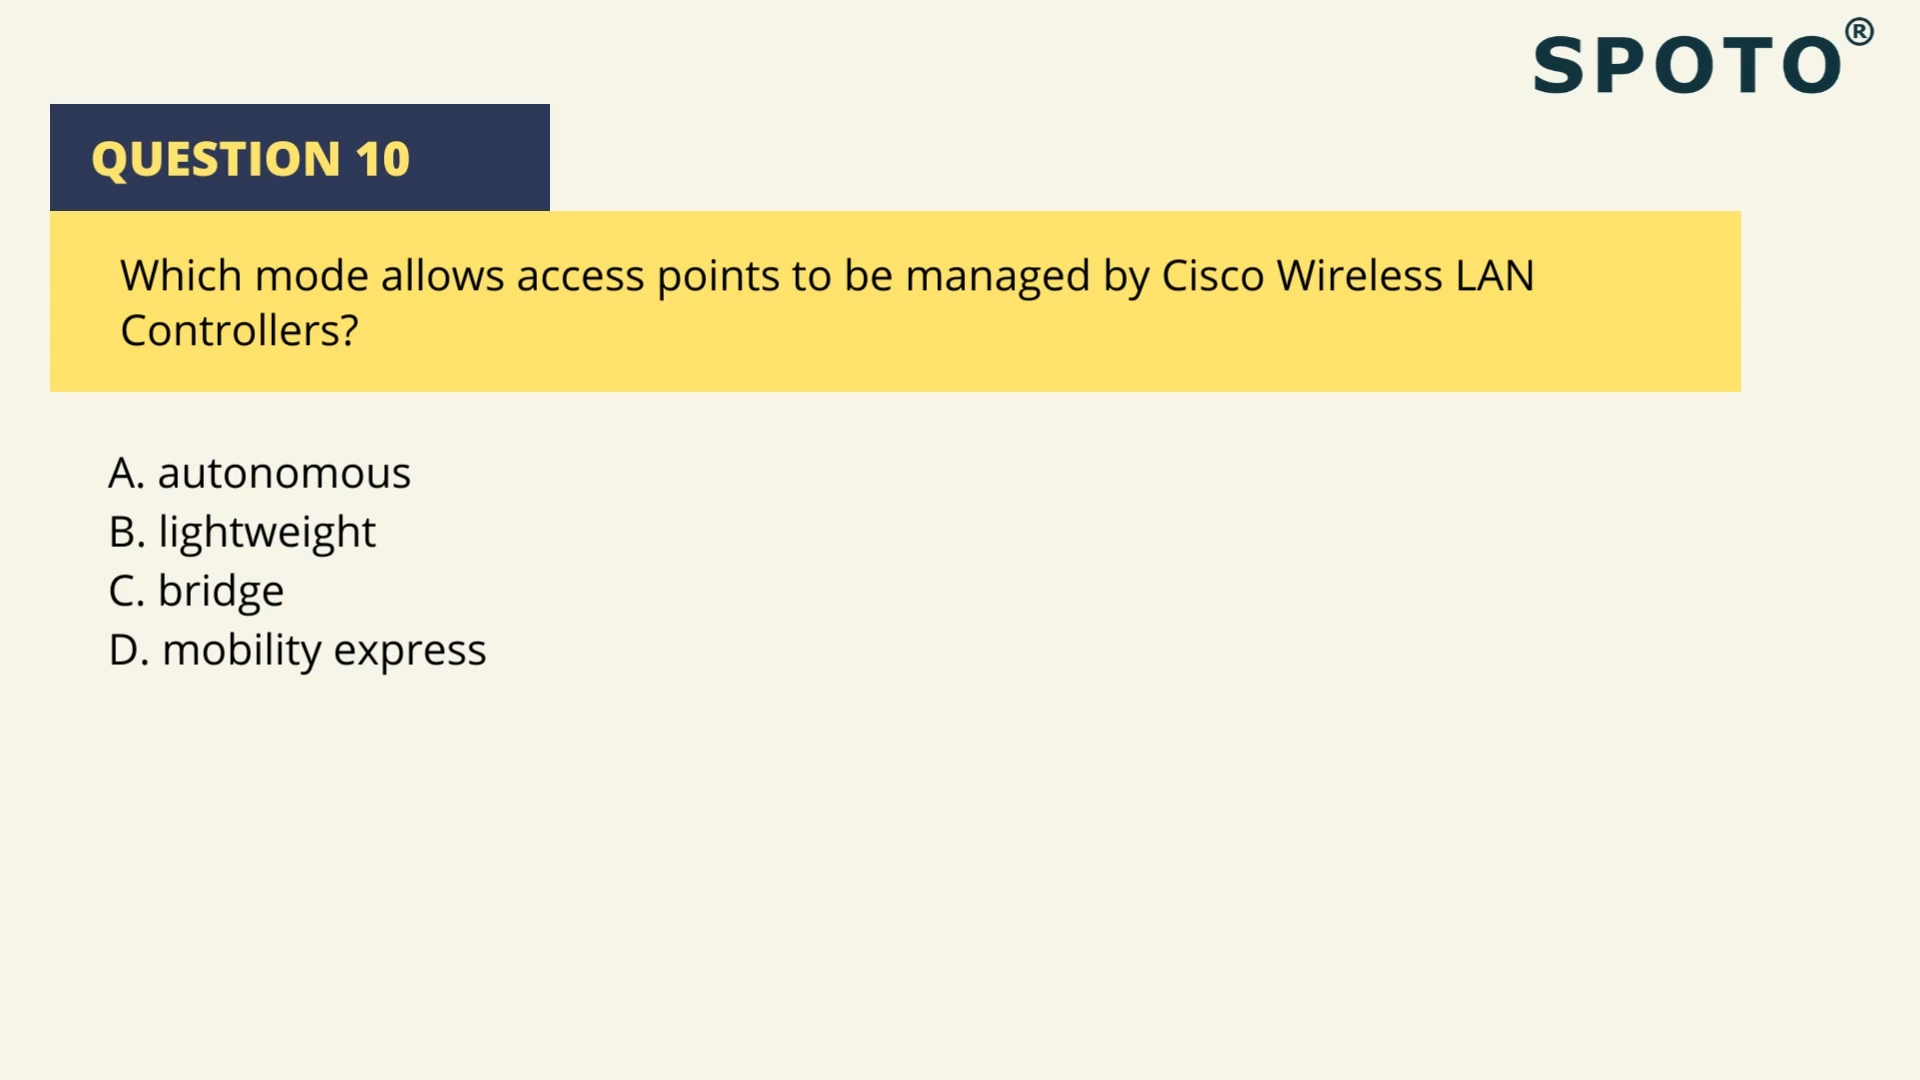 SPOTO®
QUESTION 10
Which mode allows access points to be managed by Cisco Wireless LAN
Controllers?
A. autonomous
B. lightweight
C. bridge
D. mobility express